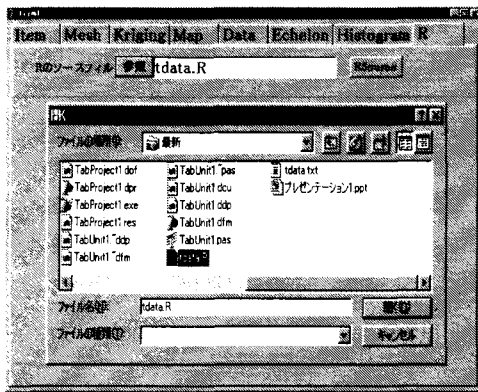 Item Mesh Kriging Map Data Echelon Histogram R
Rのソースファイル 参照 tdata.R RSource
開く
ファイルの場所(I): 最新
TabProject1.dof TabUnit1.~pas tdata.txt
TabProject1.dpr TabUnit1.dcu プレゼンテーション1.ppt
TabProject1.exe TabUnit1.ddp
TabProject1.res TabUnit1.dfm
TabUnit1.~ddp TabUnit1.pas
TabUnit1.~dfm
ファイル名(N): tdata.R 開く(O)
ファイルの種類(T): キャンセル